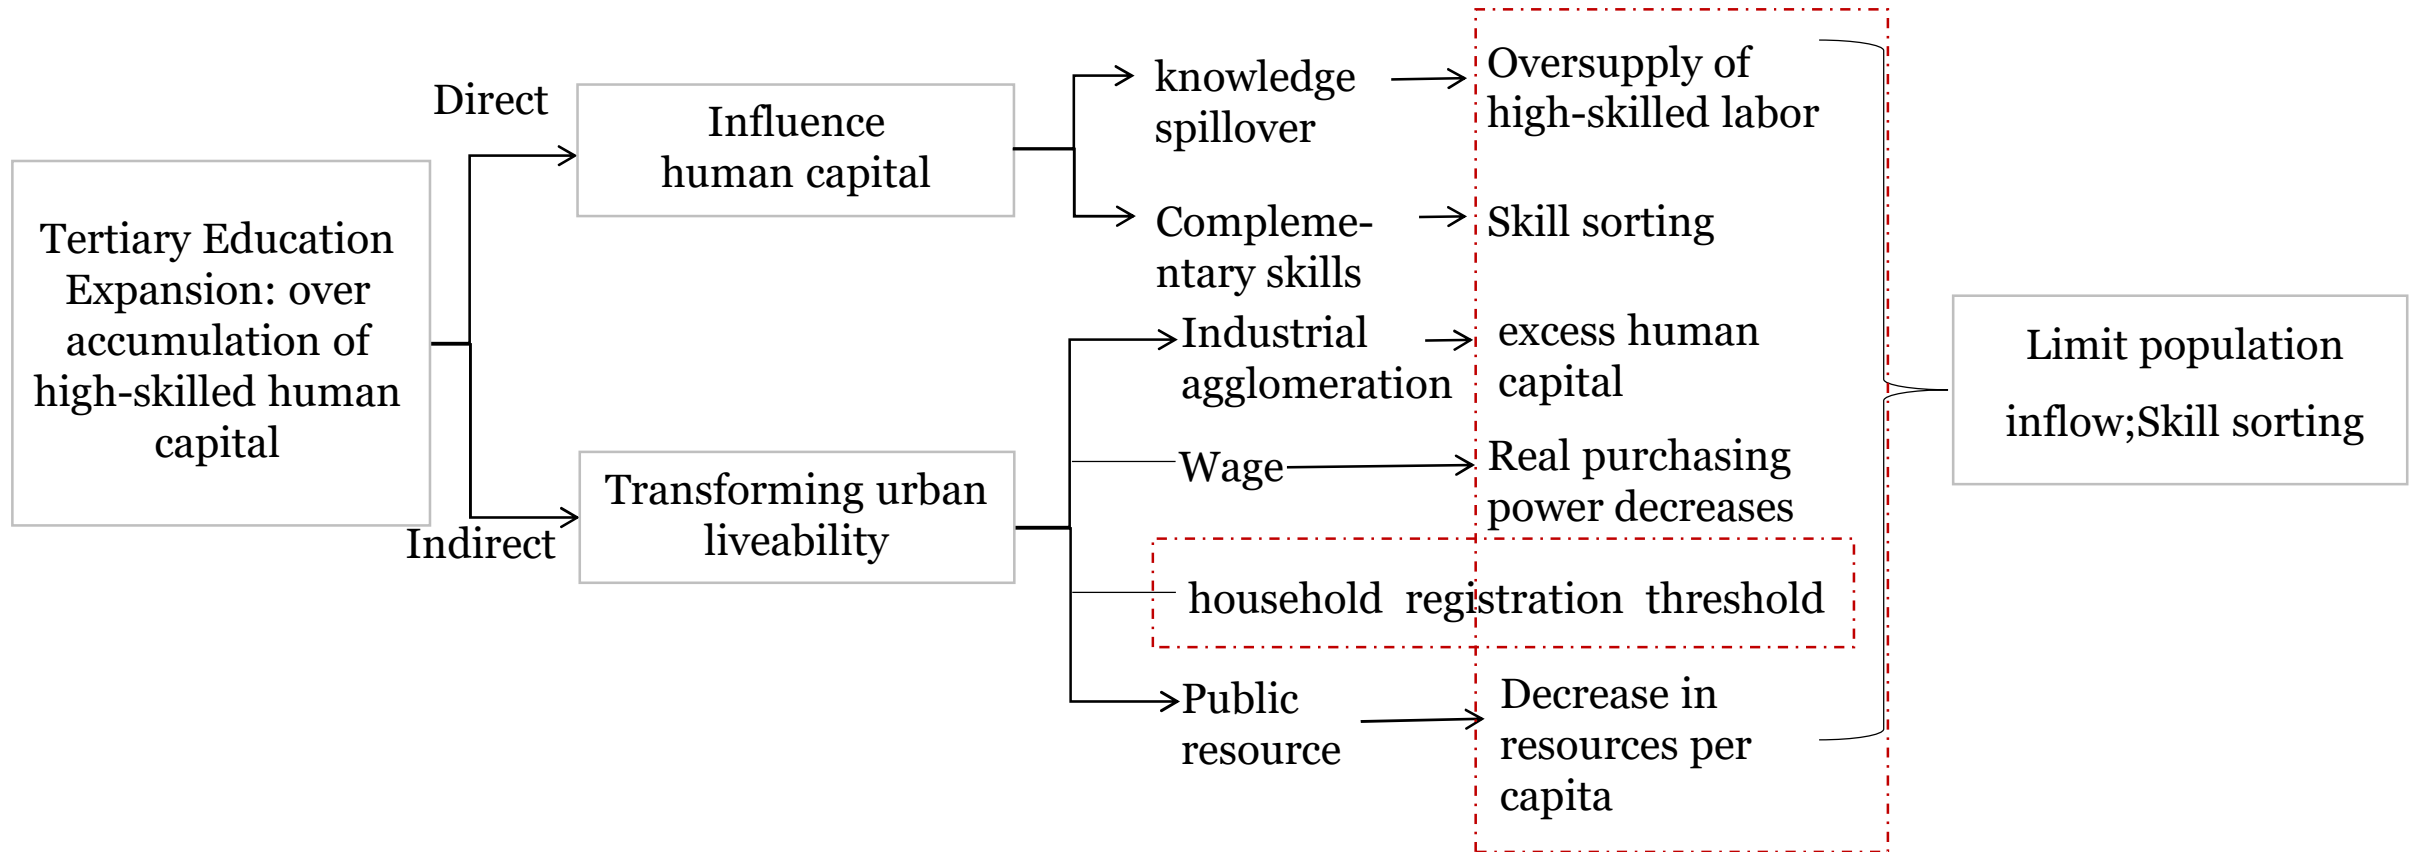 Tertiary Education
Expansion: over
accumulation of
high-skilled human
capital
Direct
Indirect
Influence
human capital
Transforming urban
liveability
knowledge
spillover
Compleme-
ntary skills
Industrial
agglomeration
Wage
household registration threshold
Public
resource
Oversupply of
high-skilled labor
Skill sorting
excess human
capital
Real purchasing
power decreases
Decrease in
resources per
capita
Limit population
inflow;Skill sorting